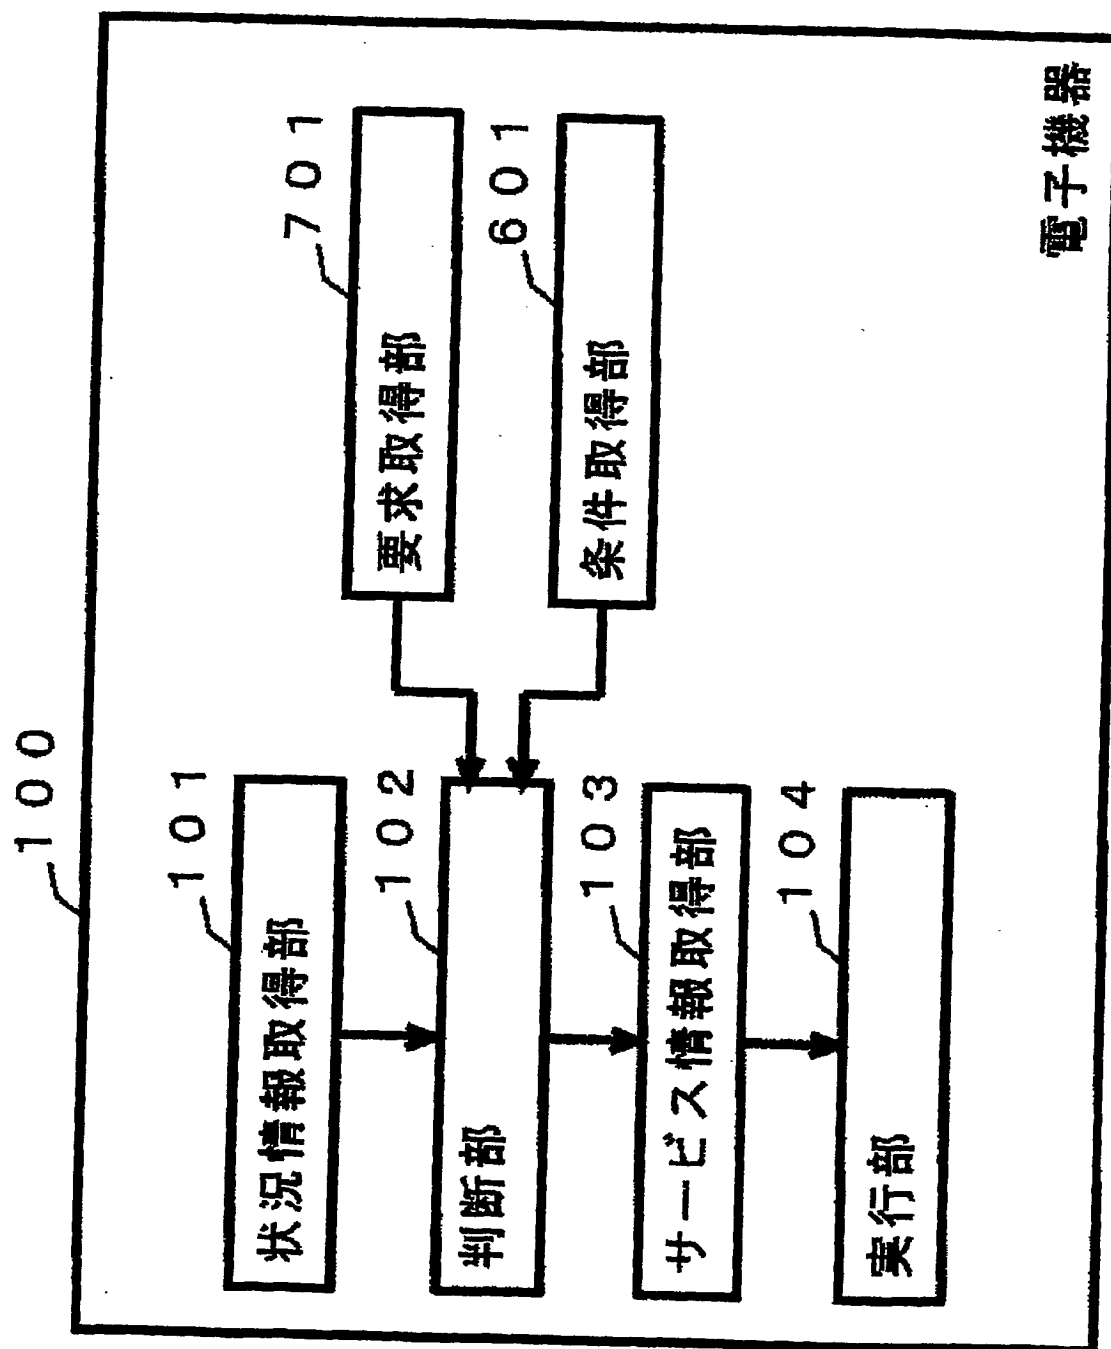 100
101
状況情報取得部
102
判断部
103
サービス情報取得部
104
実行部
701
要求取得部
601
条件取得部
電子機器